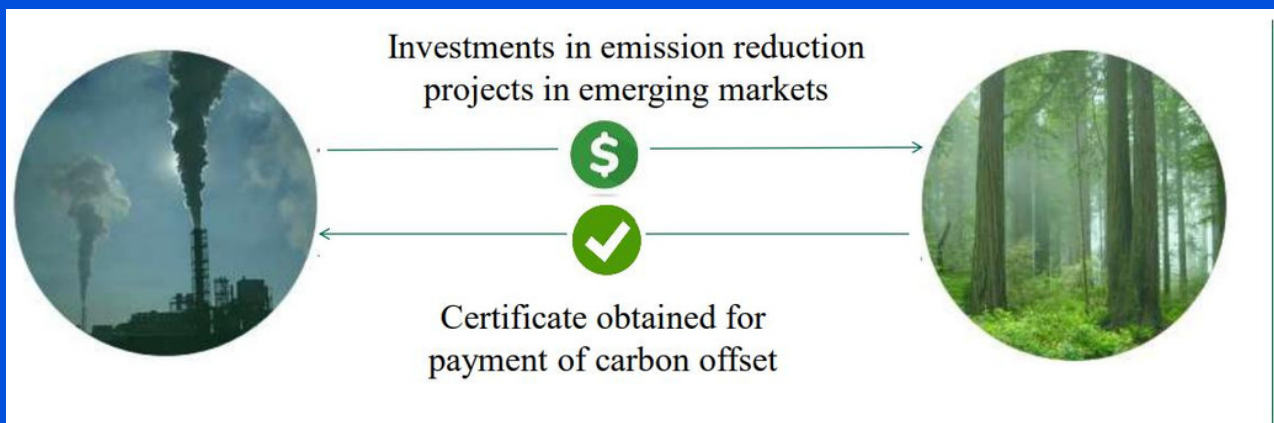 Investments in emission reduction
projects in emerging markets
$
Certificate obtained for
payment of carbon offset